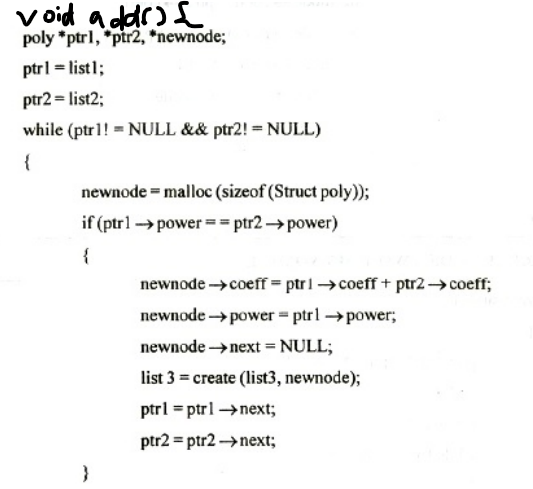 void addr() {
poly *ptr1, *ptr2, *newnode;
ptr1 = list1;
ptr2 = list2;
while (ptr1! = NULL && ptr2! = NULL)
{
newnode = malloc (sizeof (Struct poly));
if (ptr1 → power = = ptr2 → power)
{
newnode → coeff = ptr1 → coeff + ptr2 → coeff;
newnode → power = ptr1 → power;
newnode → next = NULL;
list 3 = create (list3, newnode);
ptr1 = ptr1 → next;
ptr2 = ptr2 → next;
}